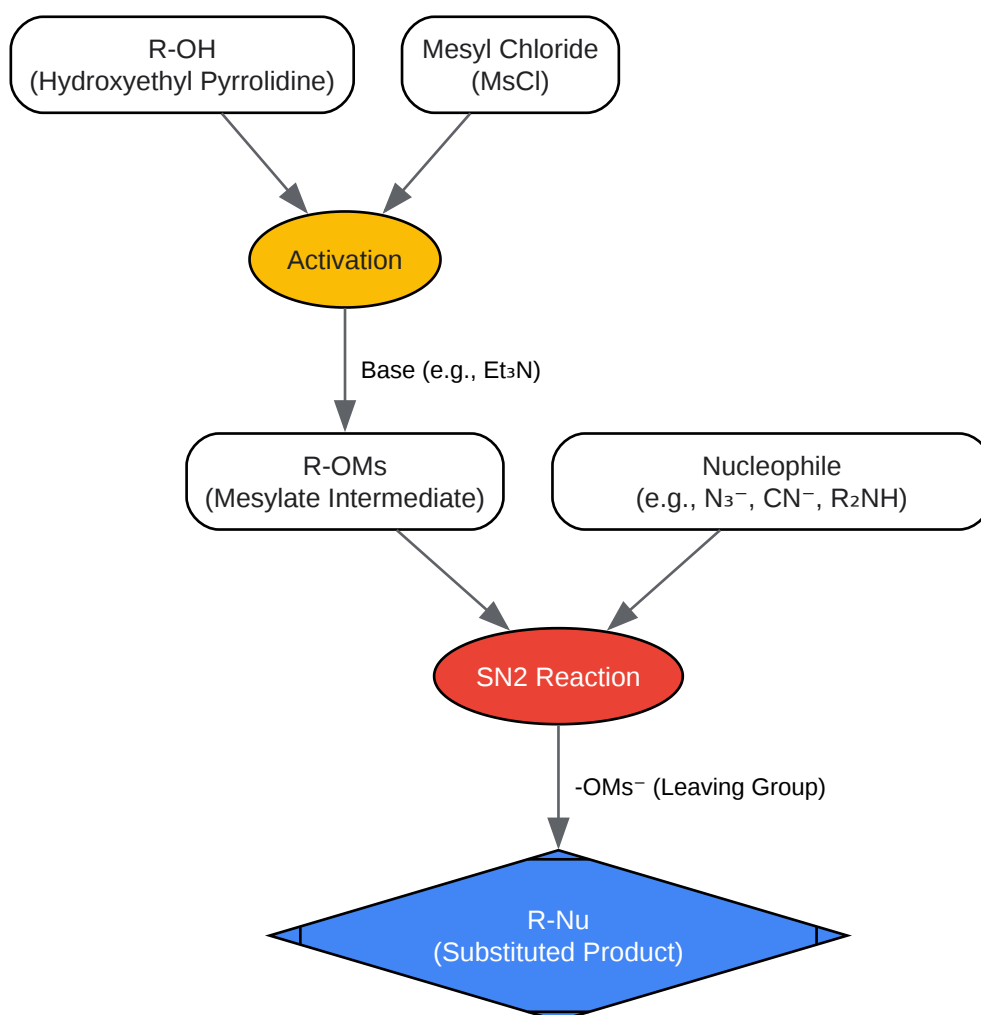 R-OH
(Hydroxyethyl Pyrrolidine)
Mesyl Chloride
(MsCl)
Activation
Base (e.g., Et₃N)
R-OMs
(Mesylate Intermediate)
Nucleophile
(e.g., N₃⁻, CN⁻, R₂NH)
SN2 Reaction
-OMs⁻ (Leaving Group)
R-Nu
(Substituted Product)